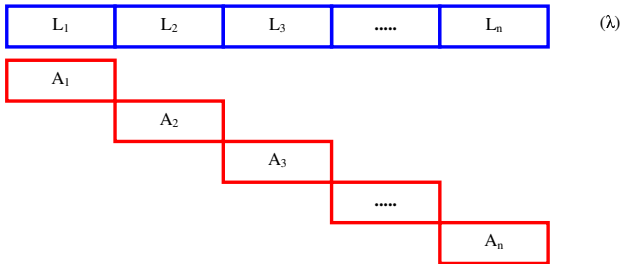 L₁ L₂ L₃ ..... Lₙ (λ)
A₁
A₂
A₃
.....
Aₙ